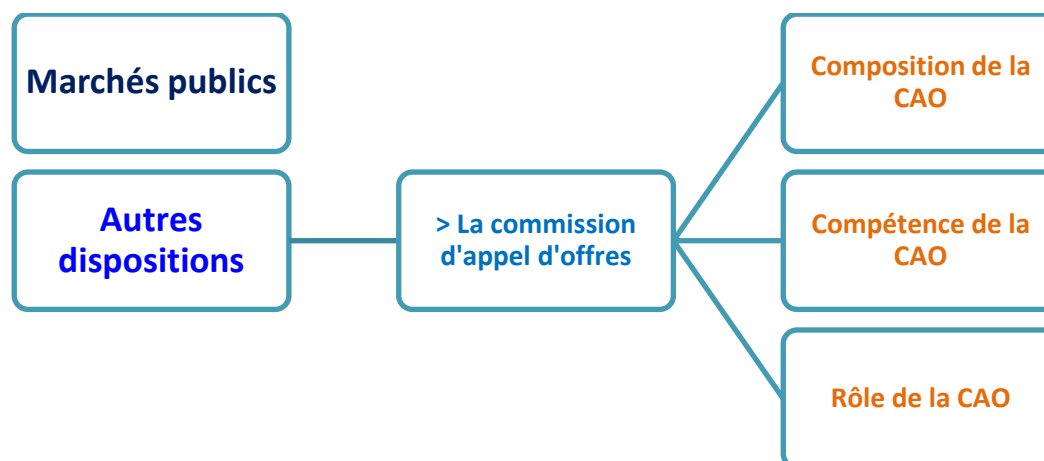 Marchés publics
Autres
dispositions
> La commission
d'appel d'offres
Composition de la
CAO
Compétence de la
CAO
Rôle de la CAO